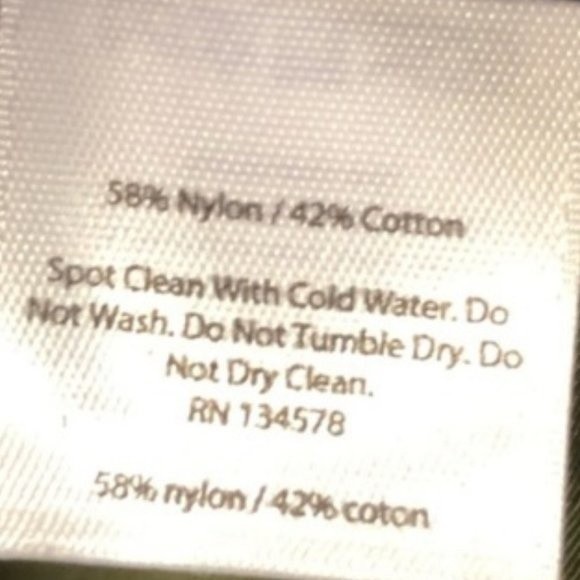 58% Nylon / 42% Cotton
Spot Clean With Cold Water. Do
Not Wash. Do Not Tumble Dry. Do
Not Dry Clean.
RN 134578
58% nylon / 42% coton